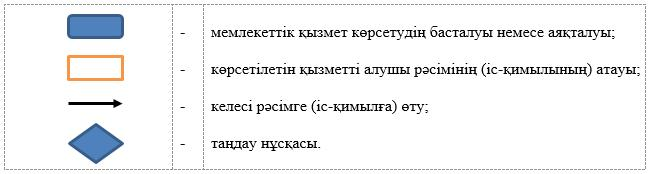 - мемлекеттік қызмет көрсетудің басталуы немесе аяқталуы;
- көрсетілетін қызметті алушы рәсімінің (іс-қимылының) атауы;
- келесі рәсімге (іс-қимылға) өту;
- таңдау нұсқасы.